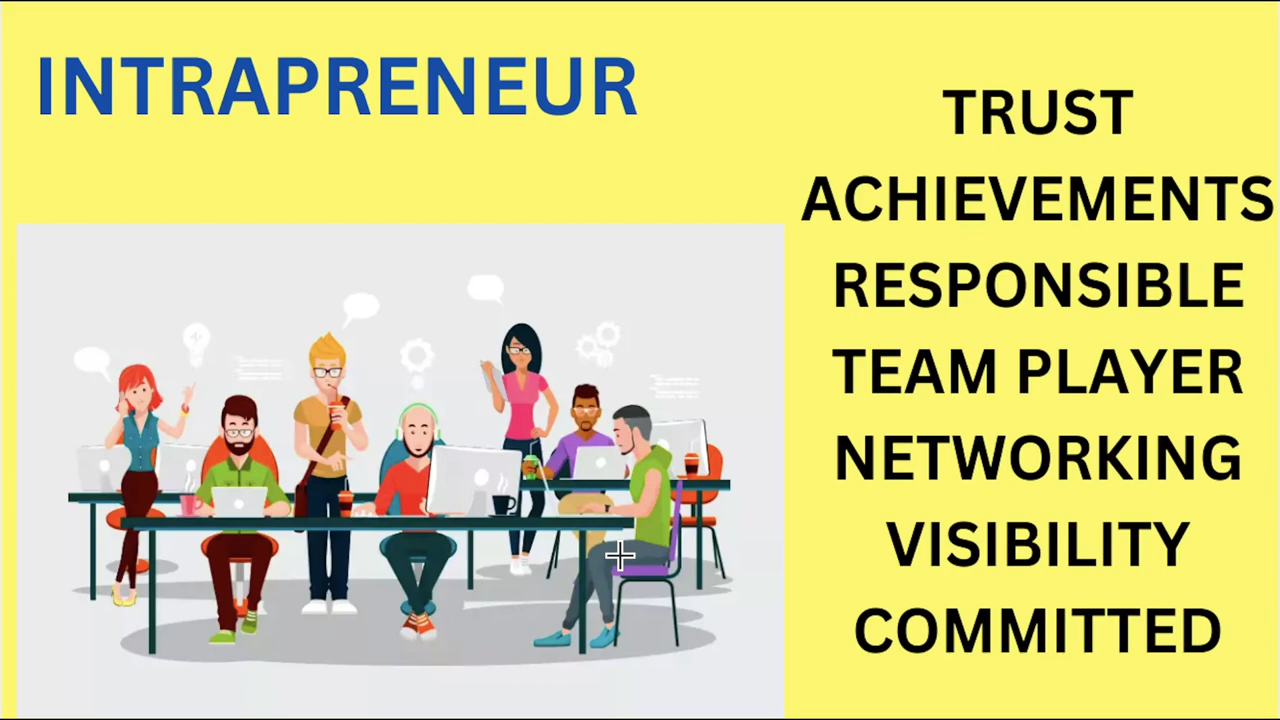 INTRAPRENEUR
TRUST
ACHIEVEMENTS
RESPONSIBLE
TEAM PLAYER
NETWORKING
VISIBILITY
COMMITTED